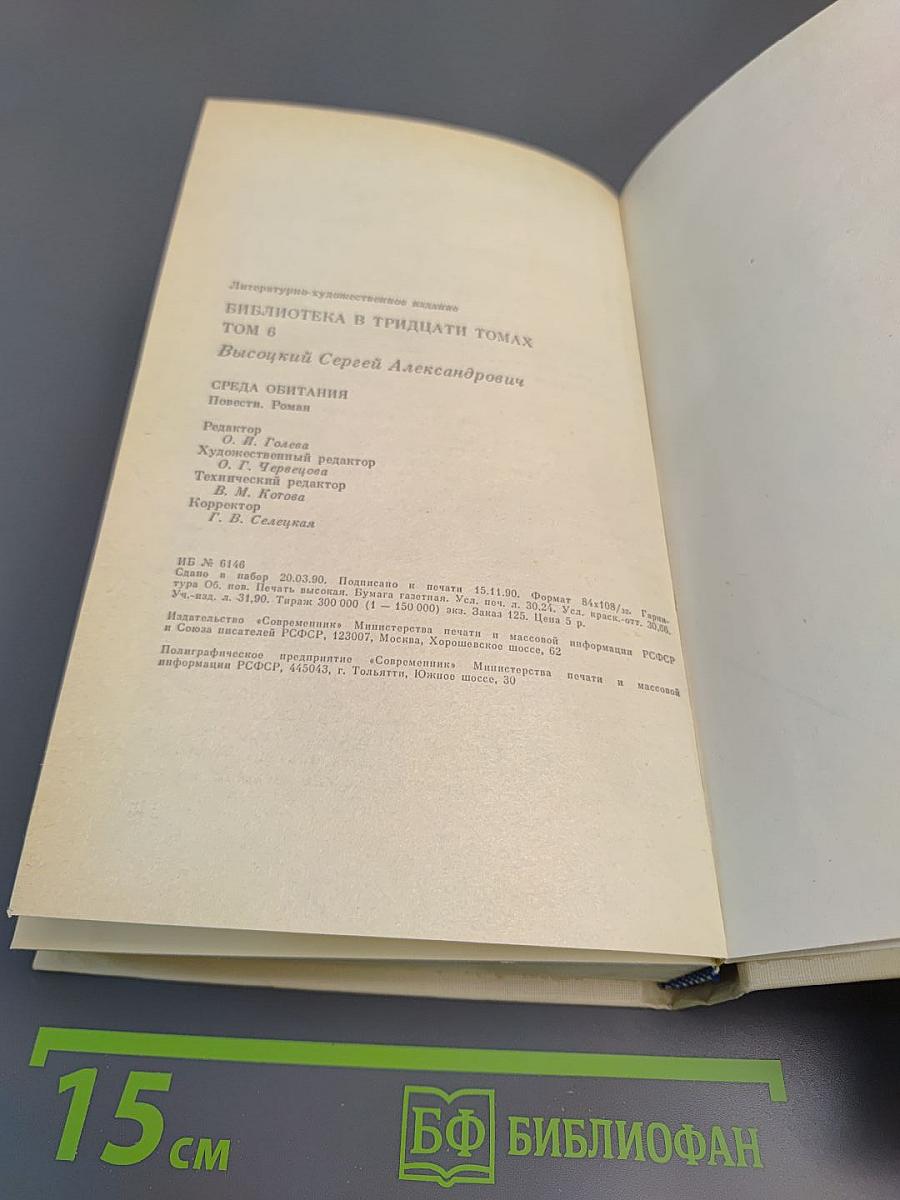 Литературно-художественное издание
БИБЛИОТЕКА В ТРИДЦАТИ ТОМАХ
ТОМ 6
Высоцкий Сергей Александрович
СРЕДА ОБИТАНИЯ
Повести. Роман
Редактор
О. И. Голева
Художественный редактор
О. Г. Червецова
Технический редактор
В. М. Котова
Корректор
Г. В. Селецкая
ИБ № 6146
Сдано в набор 20.03.90. Подписано к печати 15.11.90. Формат 84х108/32. Гарни-
тура Об. нов. Печать высокая. Бумага газетная. Усл. печ. л. 30,24. Усл. краск.-отт. 30,66.
Уч.-изд. л. 31,90. Тираж 300 000 (1 — 150 000) экз. Заказ 125. Цена 5 р.
Издательство «Современник» Министерства печати и массовой информации РСФСР
и Союза писателей РСФСР, 123007, Москва, Хорошевское шоссе, 62
Полиграфическое предприятие «Современник» Министерства печати и массовой
информации РСФСР, 445043, г. Тольятти, Южное шоссе, 30
15 см
БФ БИБЛИОФАН